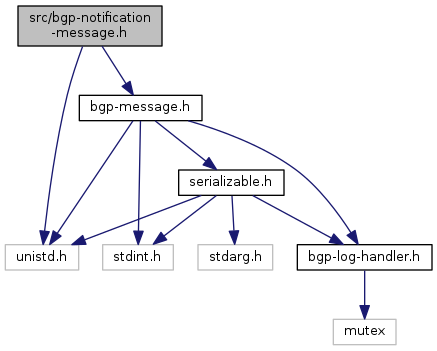 src/bgp-notification
-message.h
bgp-message.h
serializable.h
unistd.h
stdint.h
stdarg.h
bgp-log-handler.h
mutex